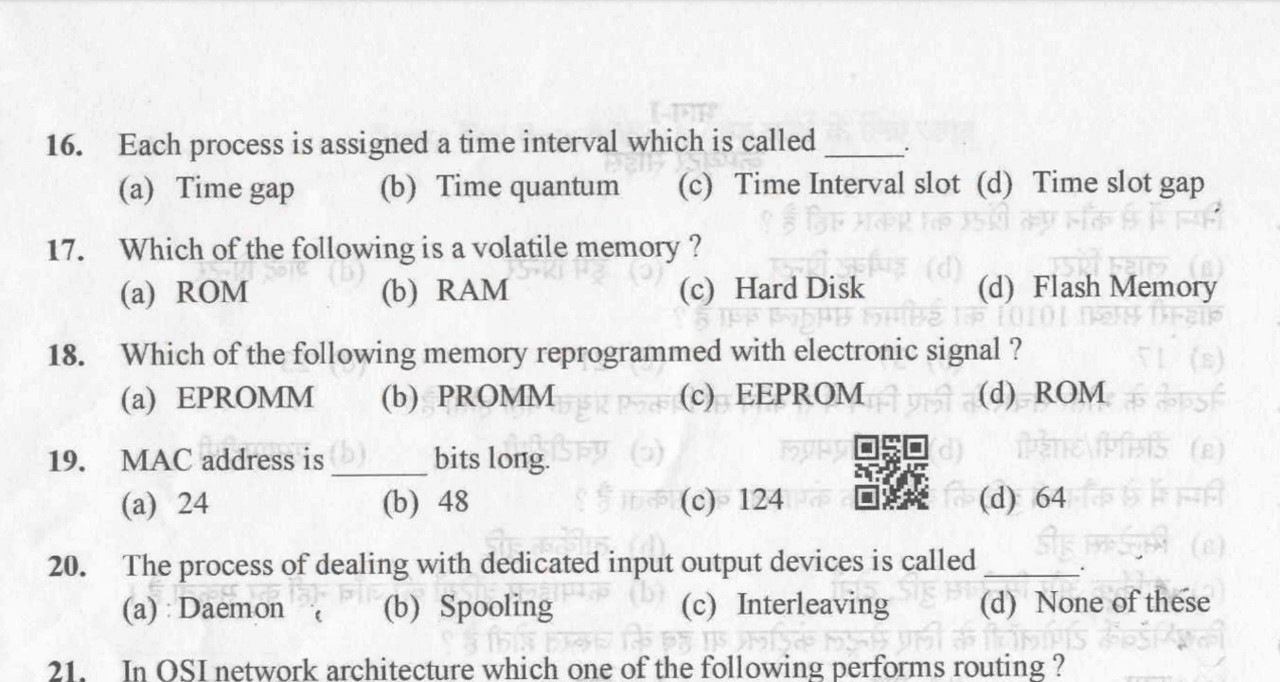 16. Each process is assigned a time interval which is called _____.
(a) Time gap (b) Time quantum (c) Time Interval slot (d) Time slot gap
17. Which of the following is a volatile memory ?
(a) ROM (b) RAM (c) Hard Disk (d) Flash Memory
18. Which of the following memory reprogrammed with electronic signal ?
(a) EPROMM (b) PROMM (c) EEPROM (d) ROM
19. MAC address is ______ bits long.
(a) 24 (b) 48 (c) 124 (d) 64
20. The process of dealing with dedicated input output devices is called ______.
(a) Daemon (b) Spooling (c) Interleaving (d) None of these
21. In OSI network architecture which one of the following performs routing ?